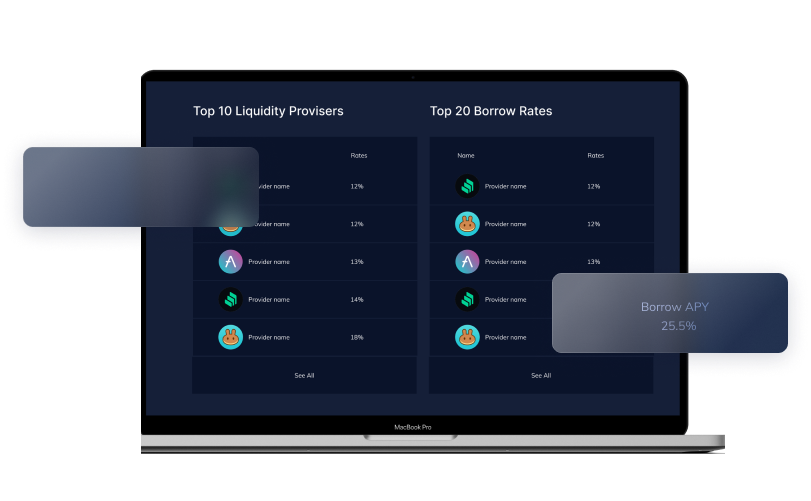 Top 10 Liquidity Provisers
Rates
12%
vider name
12%
ovider name
Provider name
13%
Provider name
14%
Provider name
18%
See All
Top 20 Borrow Rates
Name
Rates
Provider name
12%
Provider name
12%
Provider name
13%
Provider name
Provider name
See All
Borrow APY
25.5%
MacBook Pro